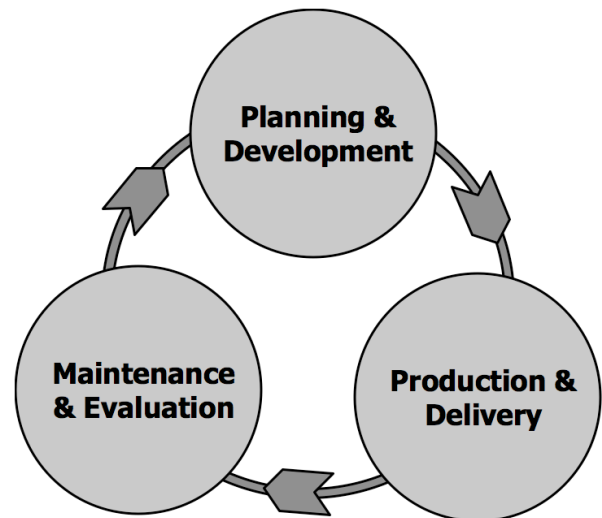 Planning &
Development
Production &
Delivery
Maintenance
& Evaluation